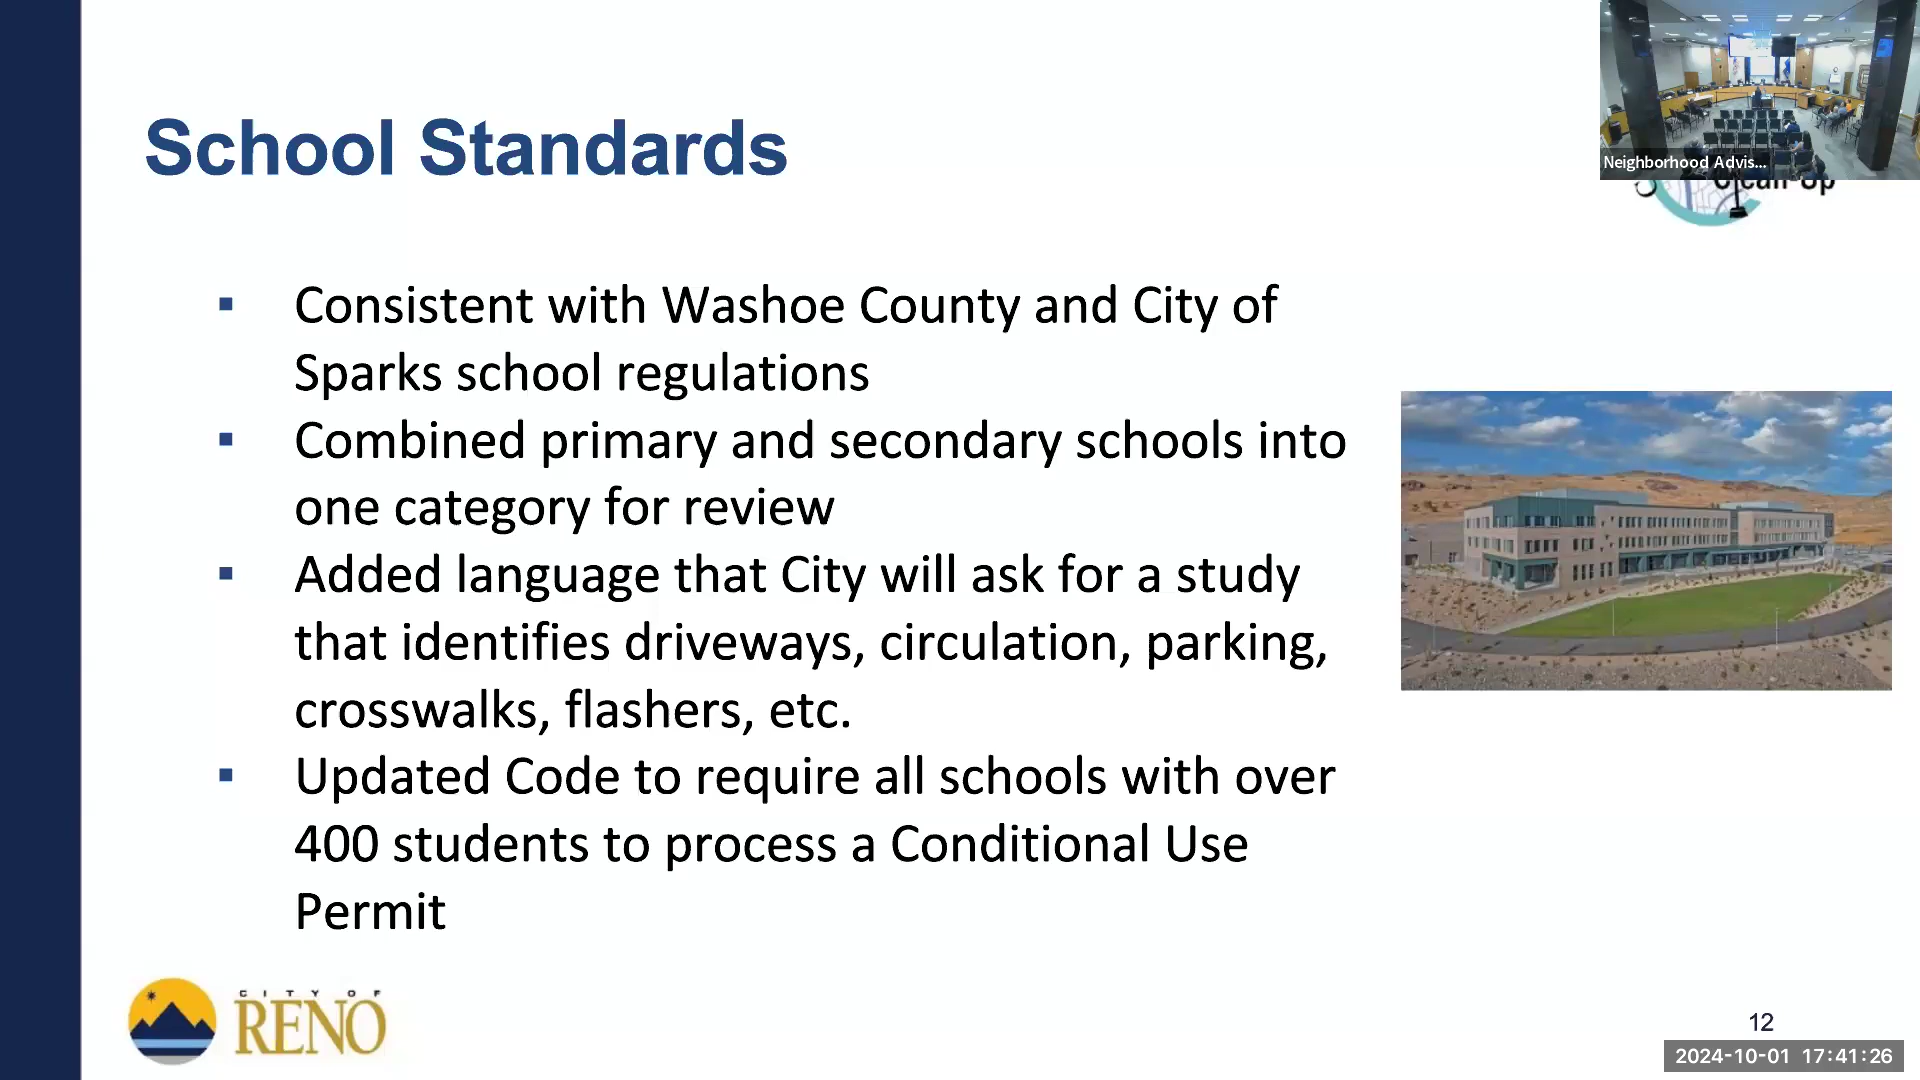 School Standards
Neighborhood Advis...
Clean-Up
▪ Consistent with Washoe County and City of
Sparks school regulations
▪ Combined primary and secondary schools into
one category for review
▪ Added language that City will ask for a study
that identifies driveways, circulation, parking,
crosswalks, flashers, etc.
▪ Updated Code to require all schools with over
400 students to process a Conditional Use
Permit
CITY OF
RENO
12
2024-10-01 17:41:26